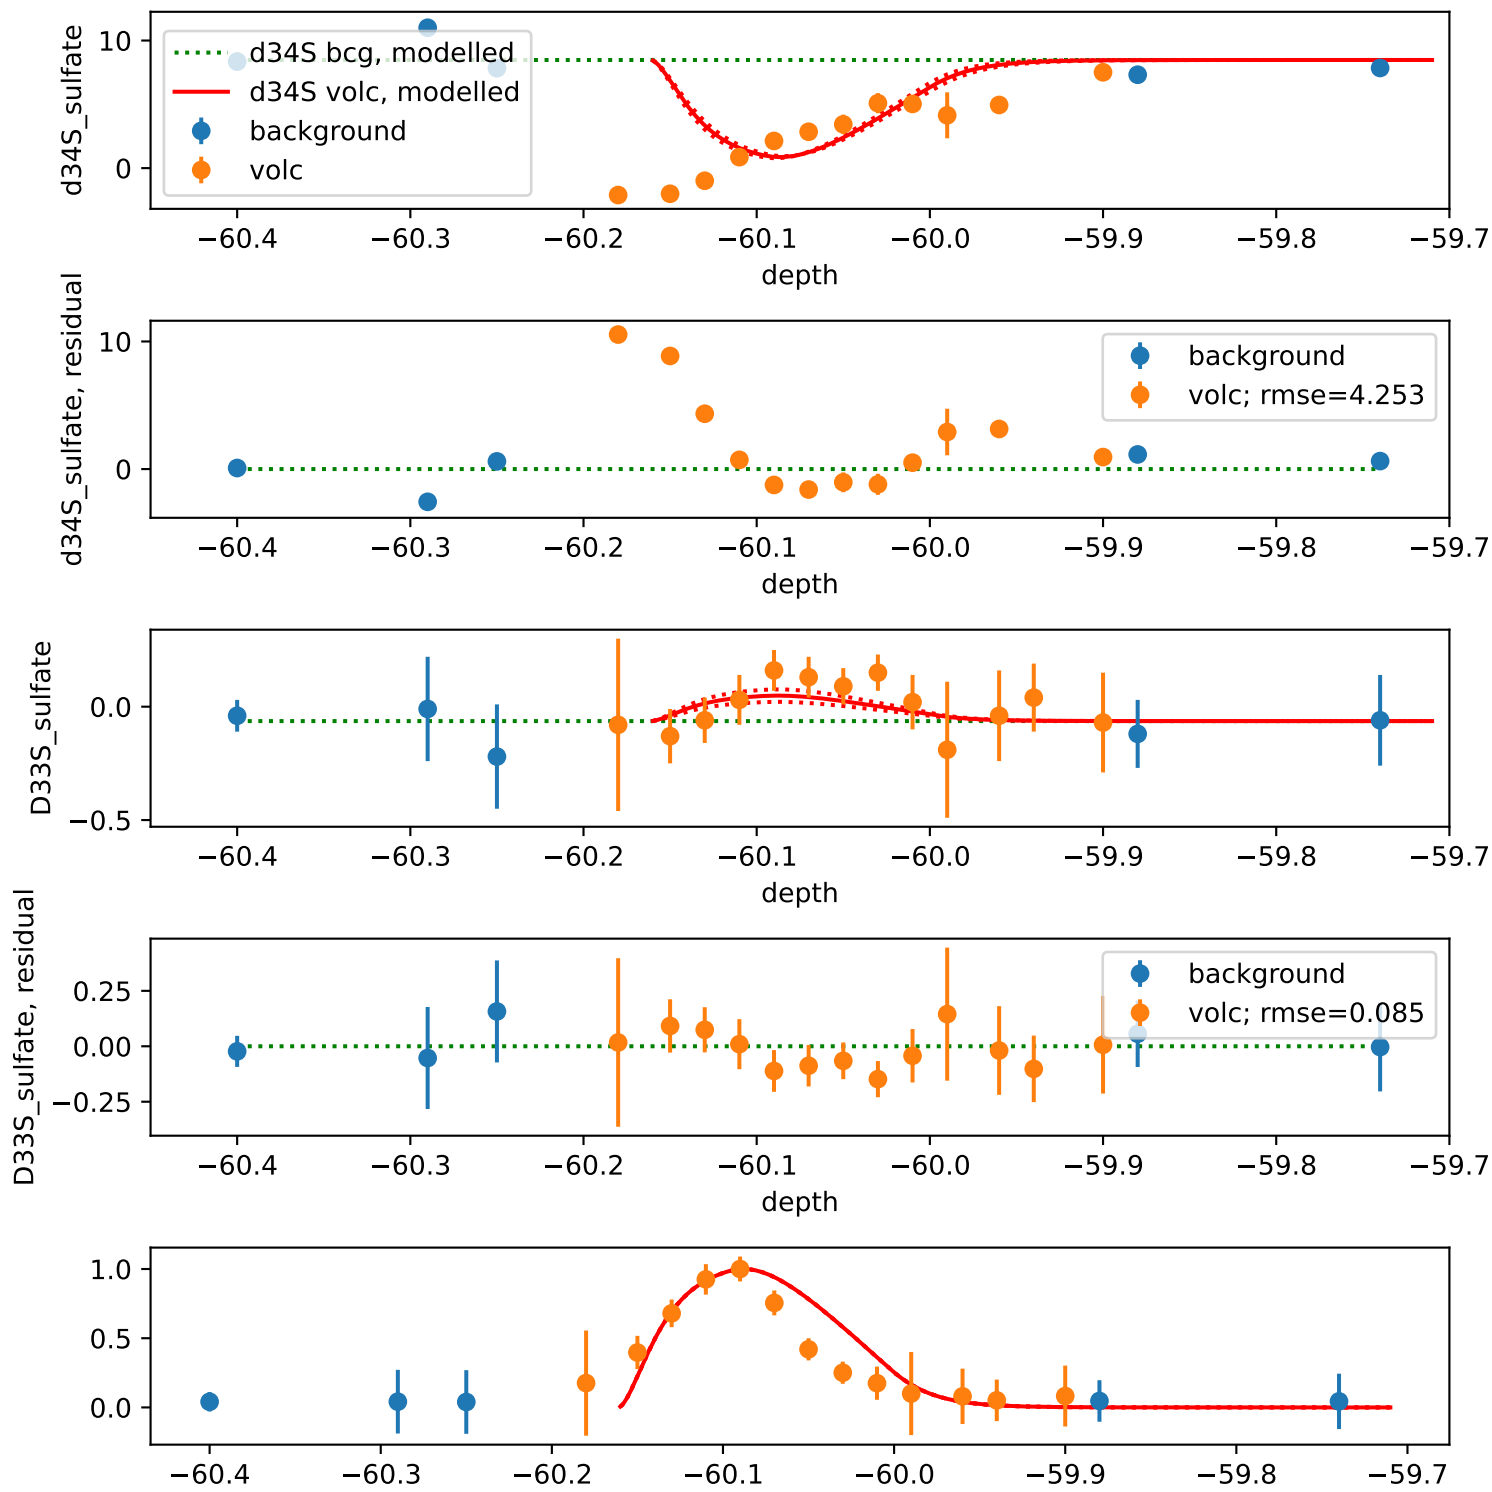 d34S_sulfate
10
0
d34S bcg, modelled
d34S volc, modelled
background
volc
−60.4 −60.3 −60.2 −60.1 −60.0 −59.9 −59.8 −59.7
depth
d34S_sulfate, residual
10
0
background
volc; rmse=4.253
−60.4 −60.3 −60.2 −60.1 −60.0 −59.9 −59.8 −59.7
depth
D33S_sulfate
0.0
−0.5
−60.4 −60.3 −60.2 −60.1 −60.0 −59.9 −59.8 −59.7
depth
D33S_sulfate, residual
0.25
0.00
−0.25
background
volc; rmse=0.085
−60.4 −60.3 −60.2 −60.1 −60.0 −59.9 −59.8 −59.7
depth
1.0
0.5
0.0
−60.4 −60.3 −60.2 −60.1 −60.0 −59.9 −59.8 −59.7